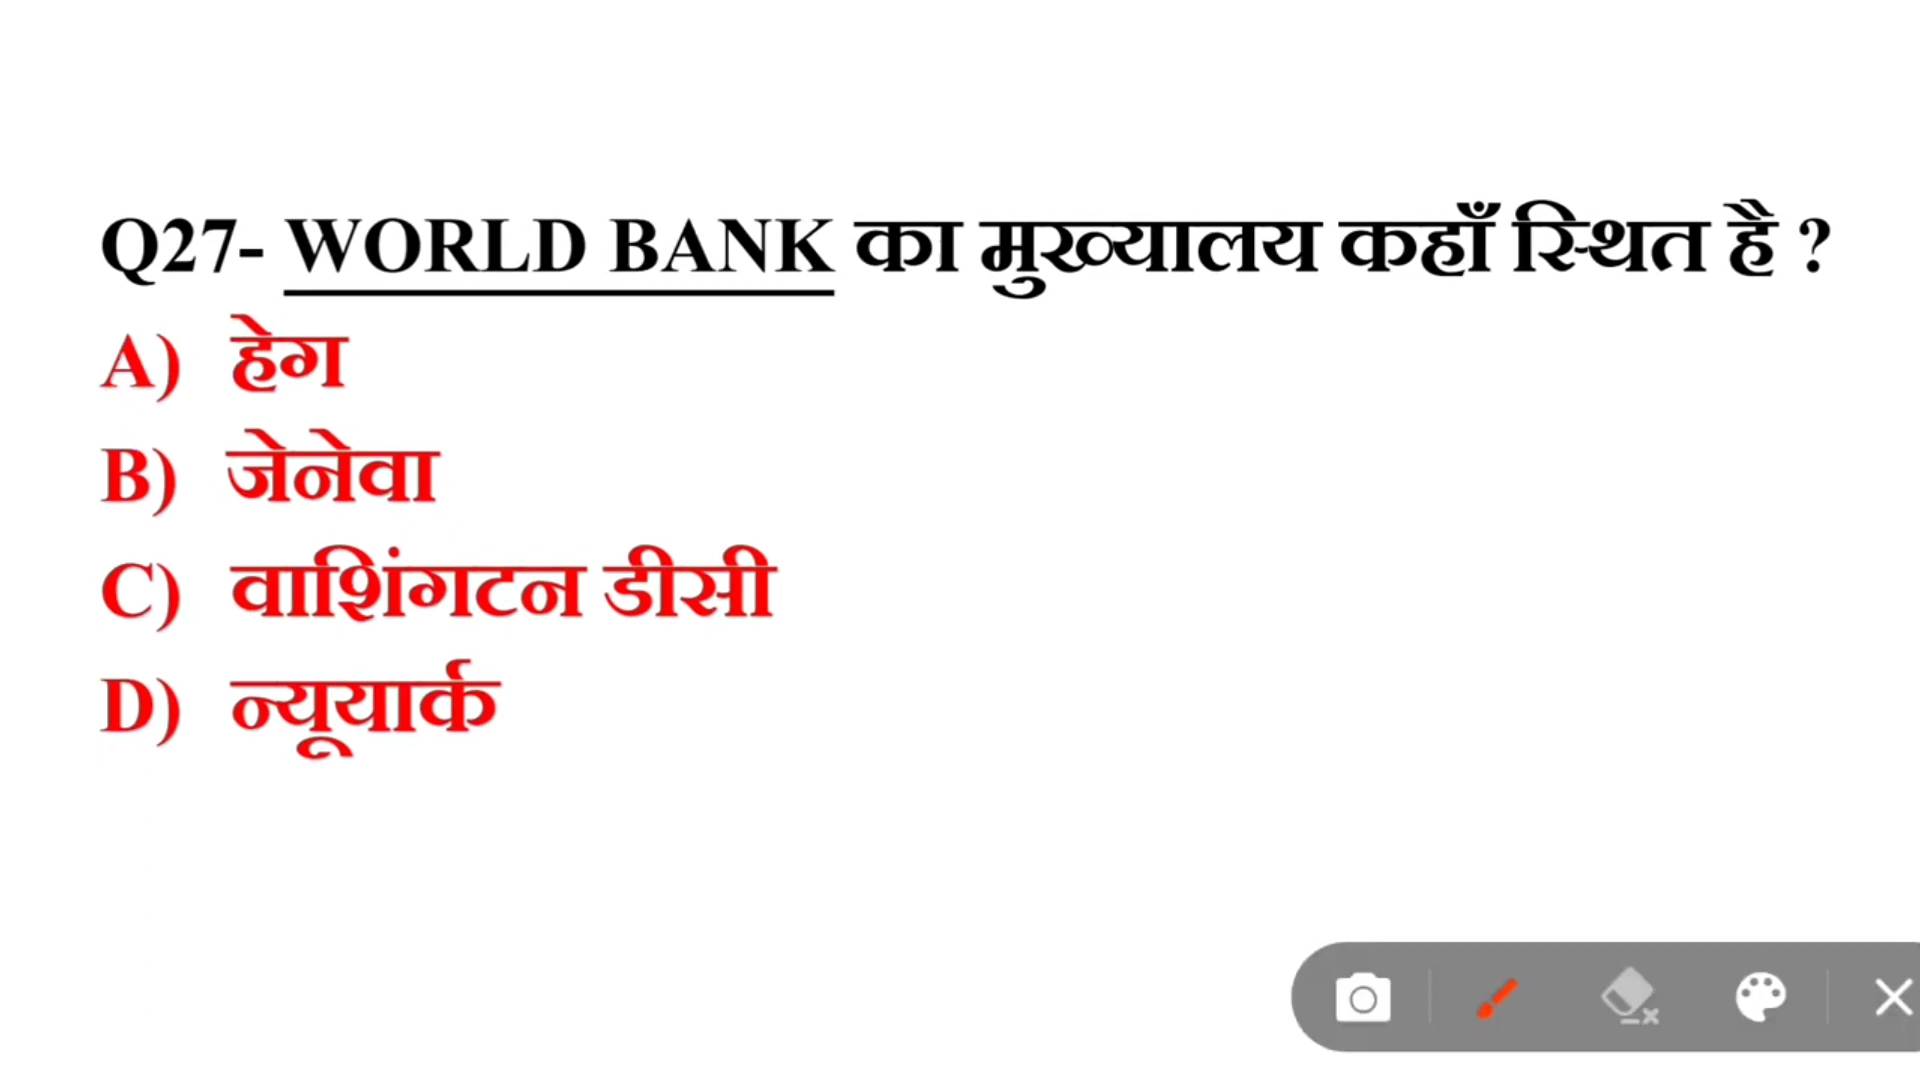 Q27- WORLD BANK का मुख्यालय कहाँ स्थित है ?
A) हेग
B) जेनेवा
C) वाशिंगटन डीसी
D) न्यूयार्क